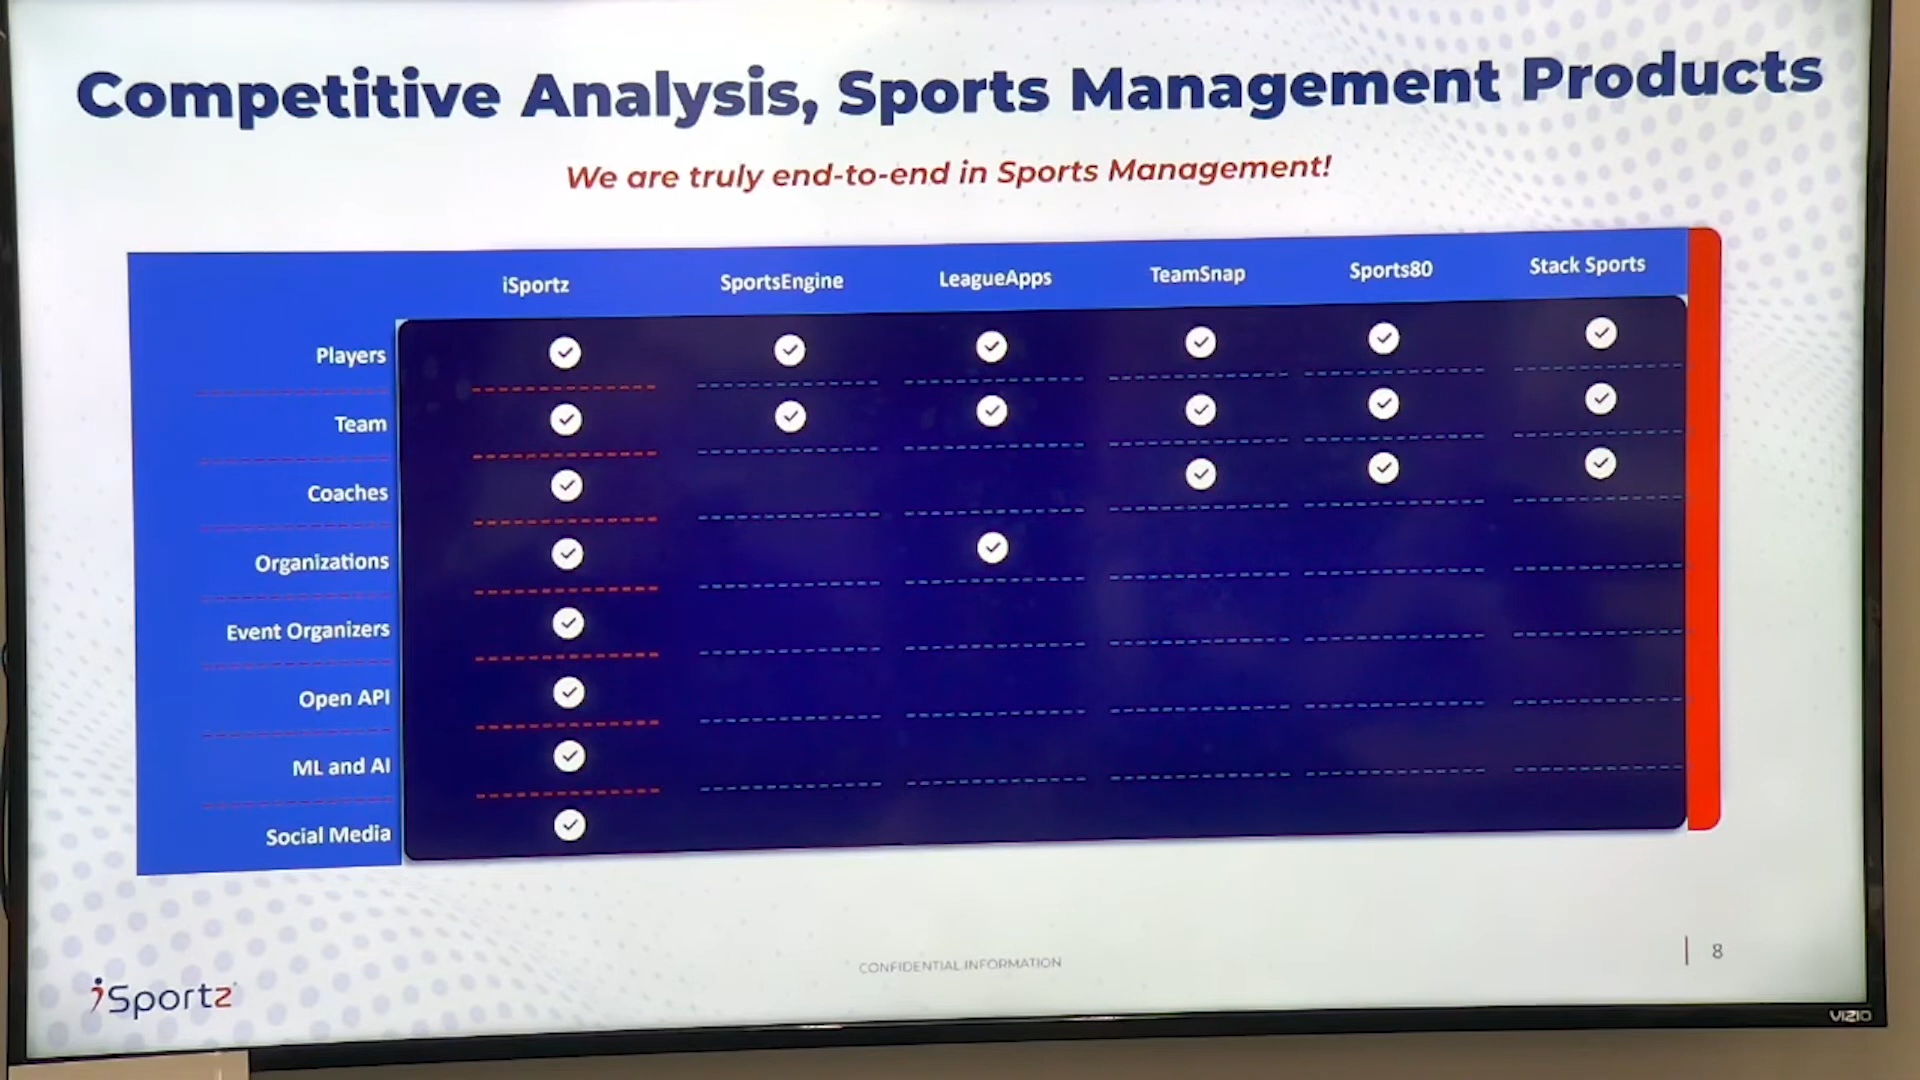 Competitive Analysis, Sports Management Products
We are truly end-to-end in Sports Management!
iSportz SportsEngine LeagueApps TeamSnap Sports80 Stack Sports
Players
Team
Coaches
Organizations
Event Organizers
Open API
ML and AI
Social Media
CONFIDENTIAL INFORMATION
8
iSportz
VIZIO